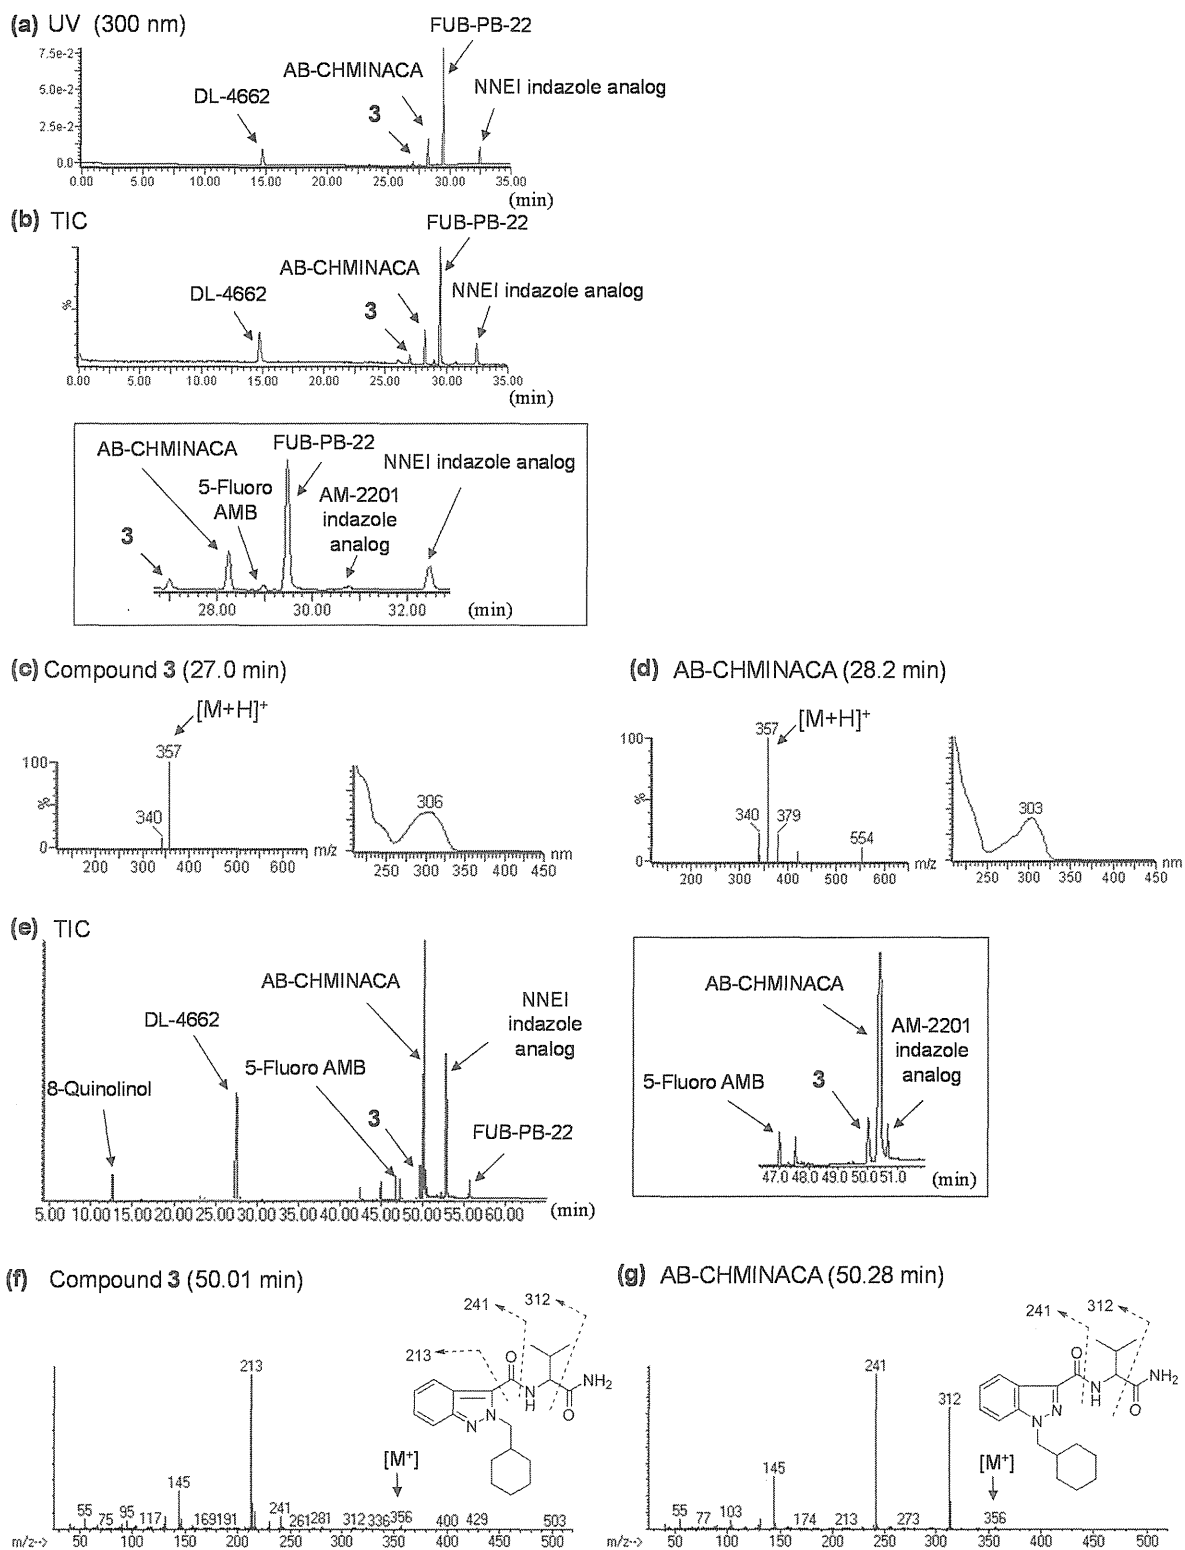 (a) UV (300 nm)
FUB-PB-22
7.5e-2
AB-CHMINACA
5.0e-2
NNEI indazole analog
DL-4662
3
2.5e-2
0.0
0.00 5.00 10.00 15.00 20.00 25.00 30.00 35.00
(min)
(b) TIC
FUB-PB-22
AB-CHMINACA
NNEI indazole analog
DL-4662
3
%
0.00 5.00 10.00 15.00 20.00 25.00 30.00 35.00
(min)
AB-CHMINACA
FUB-PB-22
NNEI indazole analog
5-Fluoro
AMB
AM-2201
indazole
analog
3
28.00 30.00 32.00 (min)
(c) Compound 3 (27.0 min)
[M+H]+
357
100
%
340
0
200 300 400 500 600 m/z
306
250 300 350 400 450 nm
(d) AB-CHMINACA (28.2 min)
[M+H]+
357
100
%
340
379
554
0
200 300 400 500 600 m/z
303
250 300 350 400 450 nm
(e) TIC
AB-CHMINACA
NNEI
indazole
analog
DL-4662
5-Fluoro AMB
8-Quinolinol
3
FUB-PB-22
5.00 10.00 15.00 20.00 25.00 30.00 35.00 40.00 45.00 50.00 55.00 60.00 (min)
AB-CHMINACA
AM-2201
indazole
analog
5-Fluoro AMB
3
47.0 48.0 49.0 50.0 51.0 (min)
(f) Compound 3 (50.01 min)
241
312
213
O
N
H
NH2
O
N
N
213
[M+]
145
55 75 95 117 169 191 241 261 281 312 336 356 400 429 503
m/z--> 50 100 150 200 250 300 350 400 450 500
(g) AB-CHMINACA (50.28 min)
241
312
O
N
H
NH2
O
N
N
241
312
[M+]
145
55 77 103 174 213 273 356
m/z--> 50 100 150 200 250 300 350 400 450 500